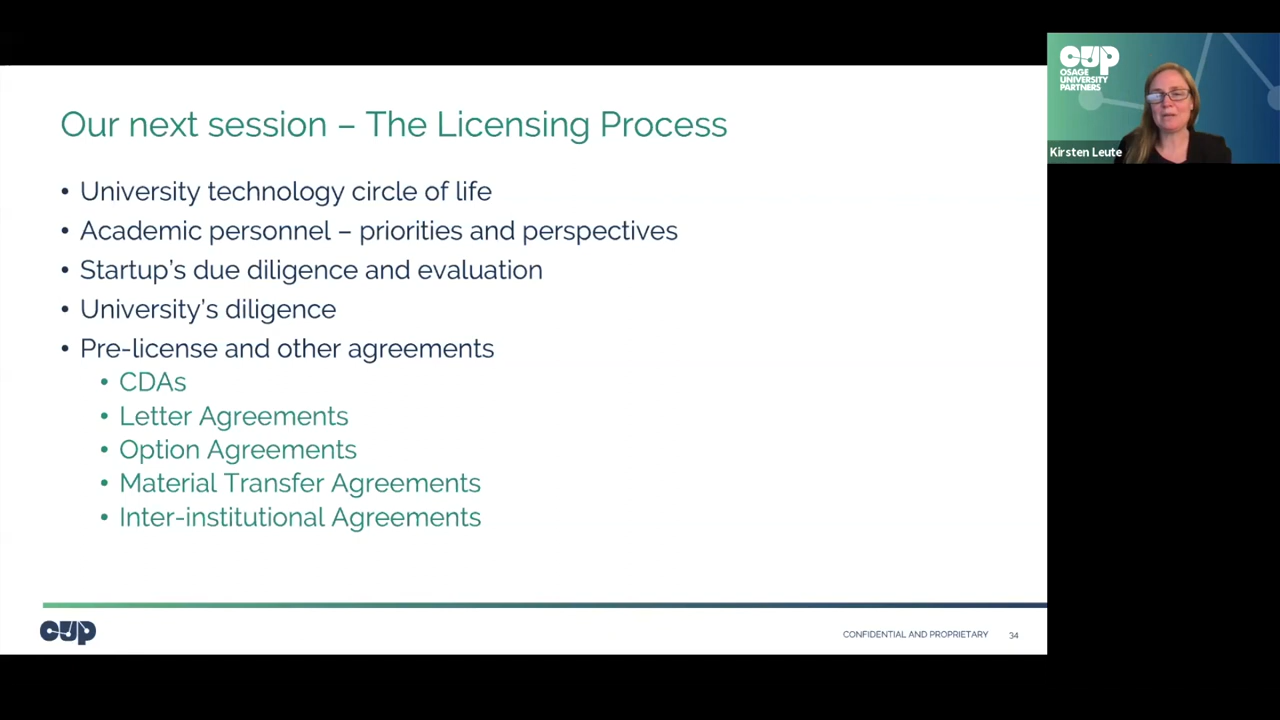 Our next session – The Licensing Process
• University technology circle of life
• Academic personnel – priorities and perspectives
• Startup's due diligence and evaluation
• University's diligence
• Pre-license and other agreements
• CDAs
• Letter Agreements
• Option Agreements
• Material Transfer Agreements
• Inter-institutional Agreements
OUP
CONFIDENTIAL AND PROPRIETARY
34
OUP
OSAGE
UNIVERSITY
PARTNERS
Kirsten Leute